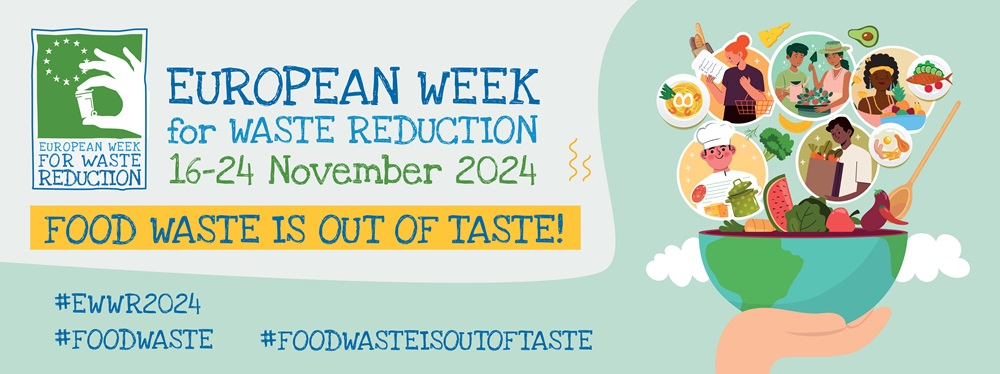 EUROPEAN WEEK
FOR WASTE
REDUCTION
EUROPEAN WEEK
for WASTE REDUCTION
16-24 November 2024
FOOD WASTE IS OUT OF TASTE!
#EWWR2024
#FOODWASTE #FOODWASTEISOUTOFTASTE